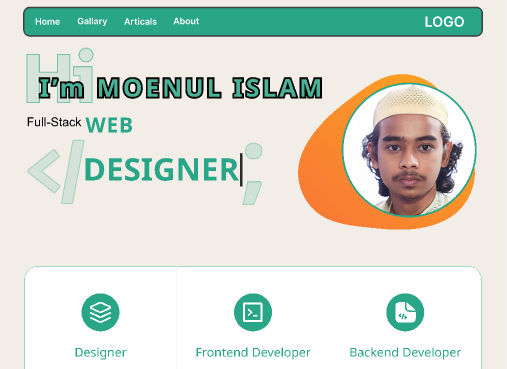 Home Gallary Articals About LOGO
Hi
I'm MOENUL ISLAM
Full-Stack WEB
</DESIGNER;
Designer Frontend Developer Backend Developer